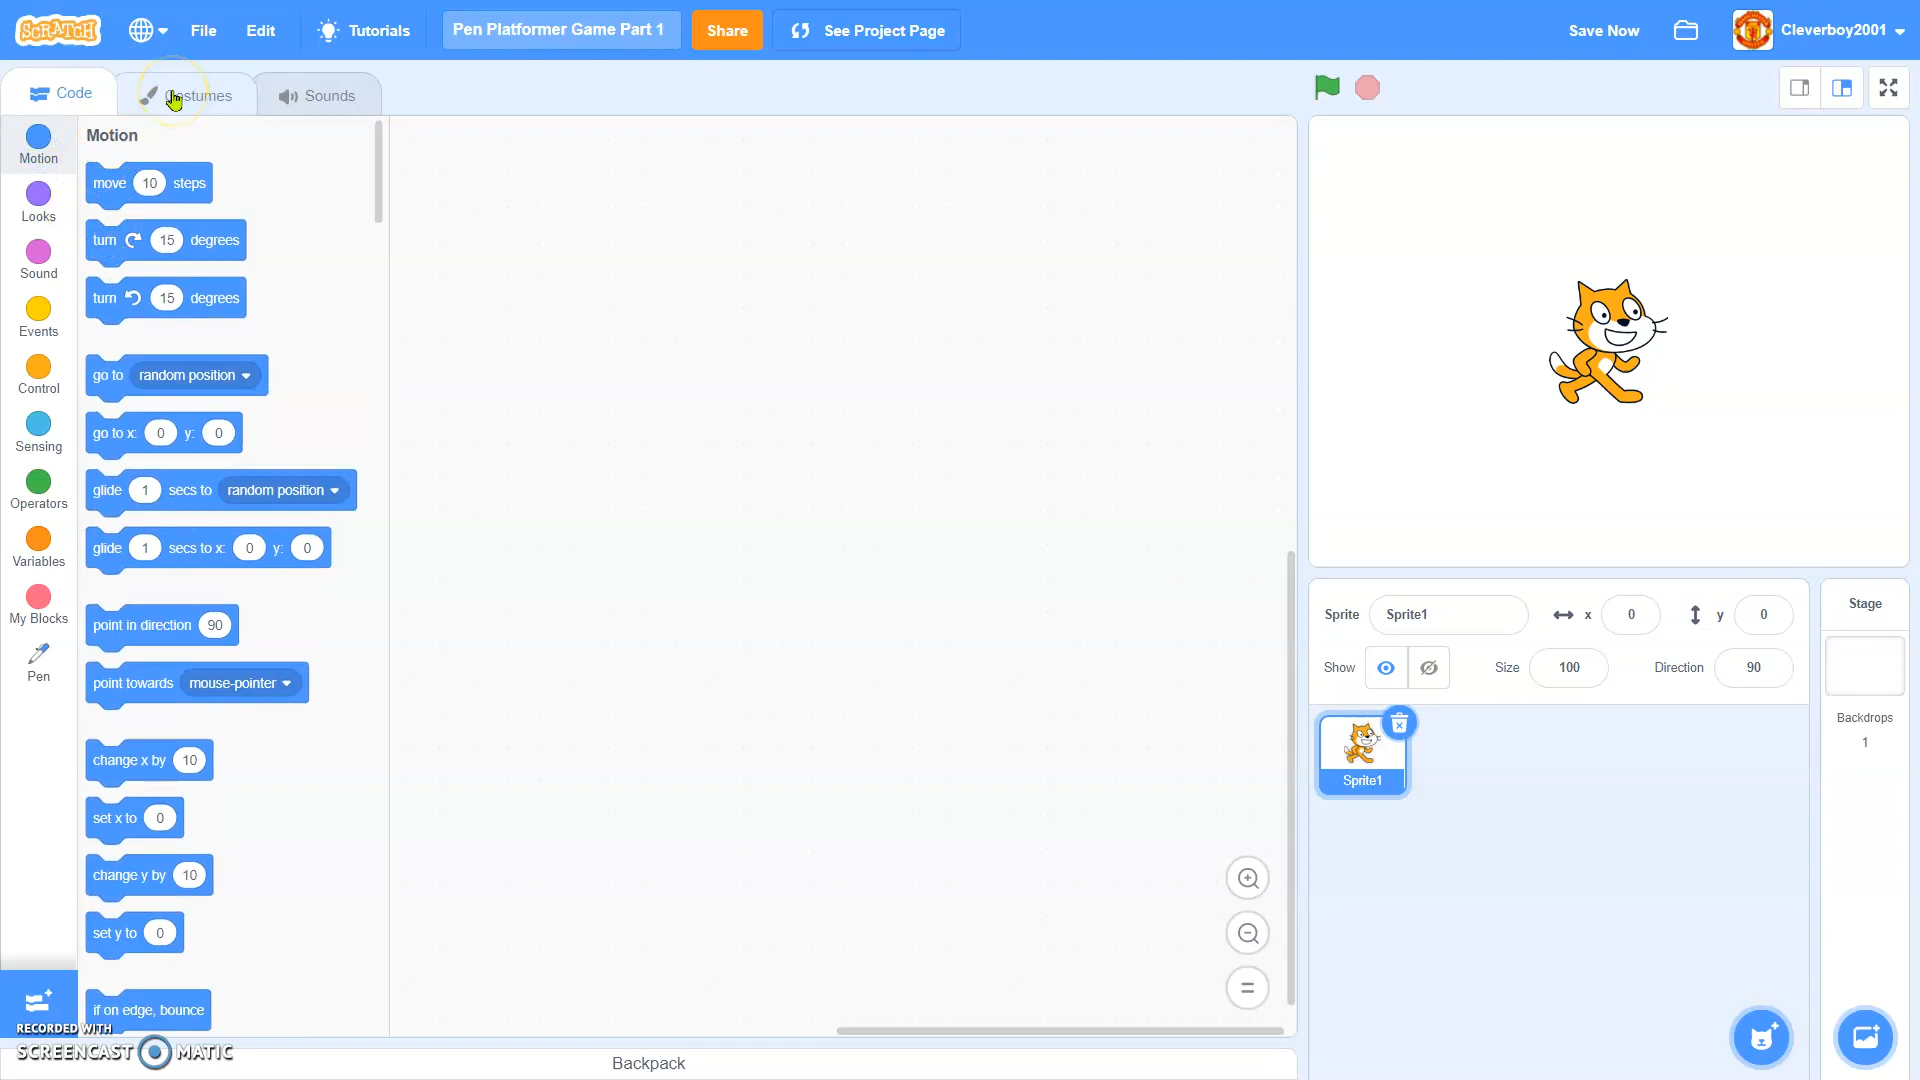 SCRATCH
File
Edit
Tutorials
Pen Platformer Game Part 1
Share
See Project Page
Save Now
Cleverboy2001
Code
Costumes
Sounds
Motion
Looks
Sound
Events
Control
Sensing
Operators
Variables
My Blocks
Pen
Motion
move 10 steps
turn 15 degrees
turn 15 degrees
go to random position
go to x: 0 y: 0
glide 1 secs to random position
glide 1 secs to x: 0 y: 0
point in direction 90
point towards mouse-pointer
change x by 10
set x to 0
change y by 10
set y to 0
if on edge, bounce
Sprite Sprite1 x 0 y 0
Show Size 100 Direction 90
Sprite1
Stage
Backdrops
1
Backpack
RECORDED WITH
SCREENCAST MATIC